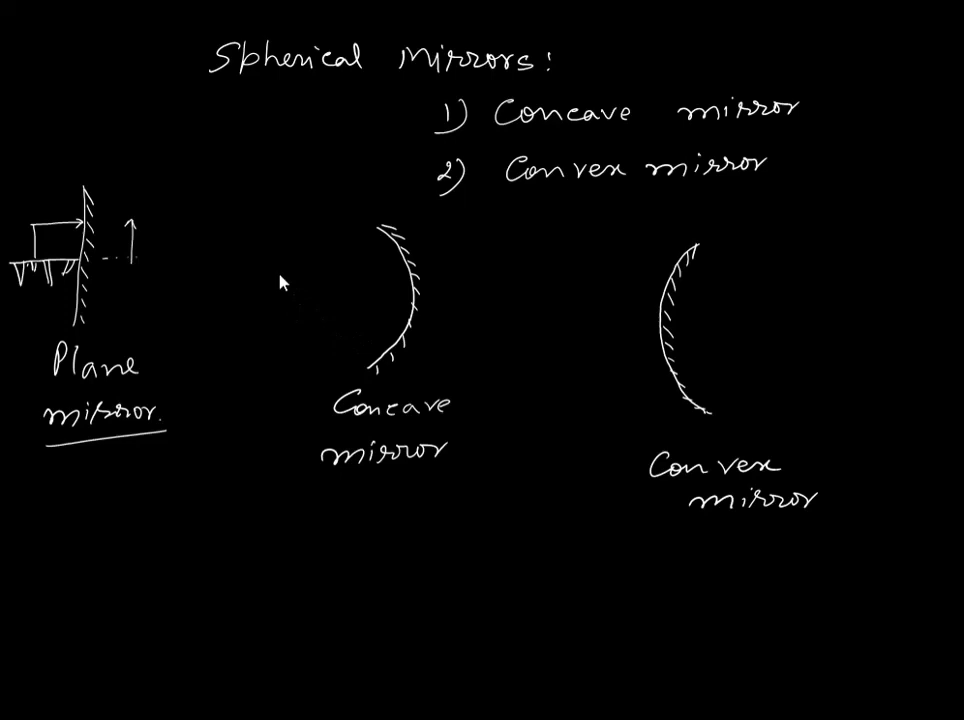 Spherical Mirrors:
1) Concave mirror
2) Convex mirror
Plane
mirror.
Concave
mirror
Convex
mirror